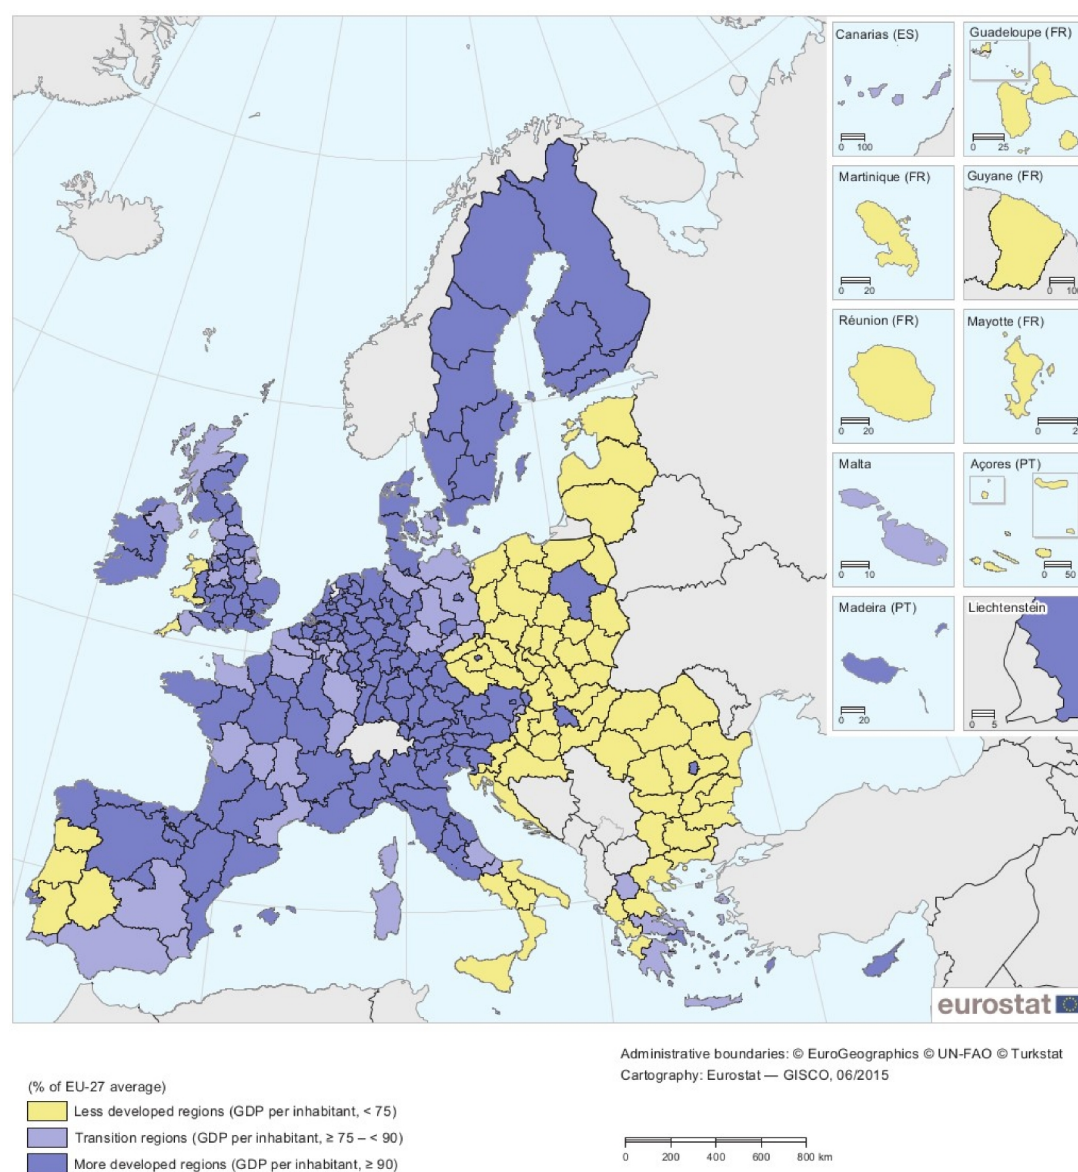 Canarias (ES)
0 100
Guadeloupe (FR)
0 25
Martinique (FR)
0 20
Guyane (FR)
0 100
Réunion (FR)
0 20
Mayotte (FR)
0 2
Malta
0 10
Açores (PT)
0 50
Madeira (PT)
0 20
Liechtenstein
0 5
eurostat
Administrative boundaries: © EuroGeographics © UN-FAO © Turkstat
Cartography: Eurostat — GISCO, 06/2015
(% of EU-27 average)
Less developed regions (GDP per inhabitant, < 75)
Transition regions (GDP per inhabitant, ≥ 75 – < 90)
More developed regions (GDP per inhabitant, ≥ 90)
0 200 400 600 800 km